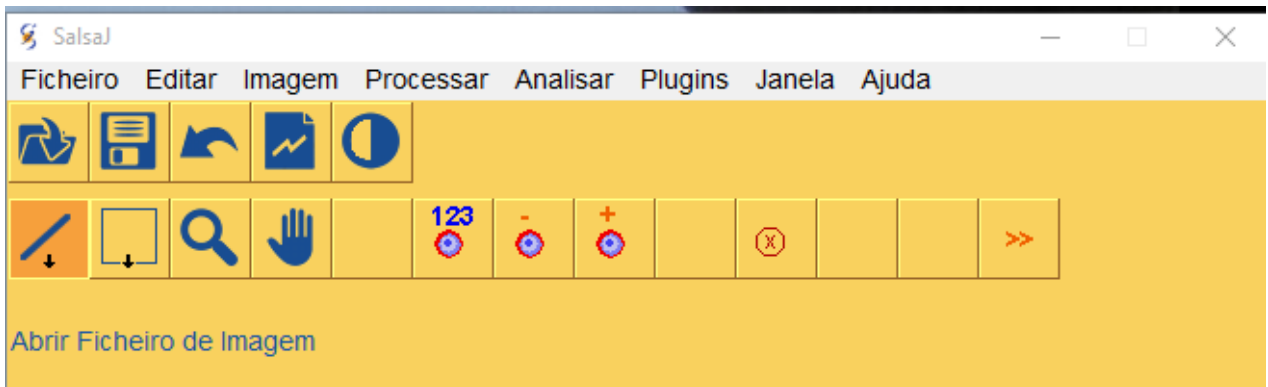 SalsaJ
Ficheiro Editar Imagem Processar Analisar Plugins Janela Ajuda
123 - + x >>
Abrir Ficheiro de Imagem